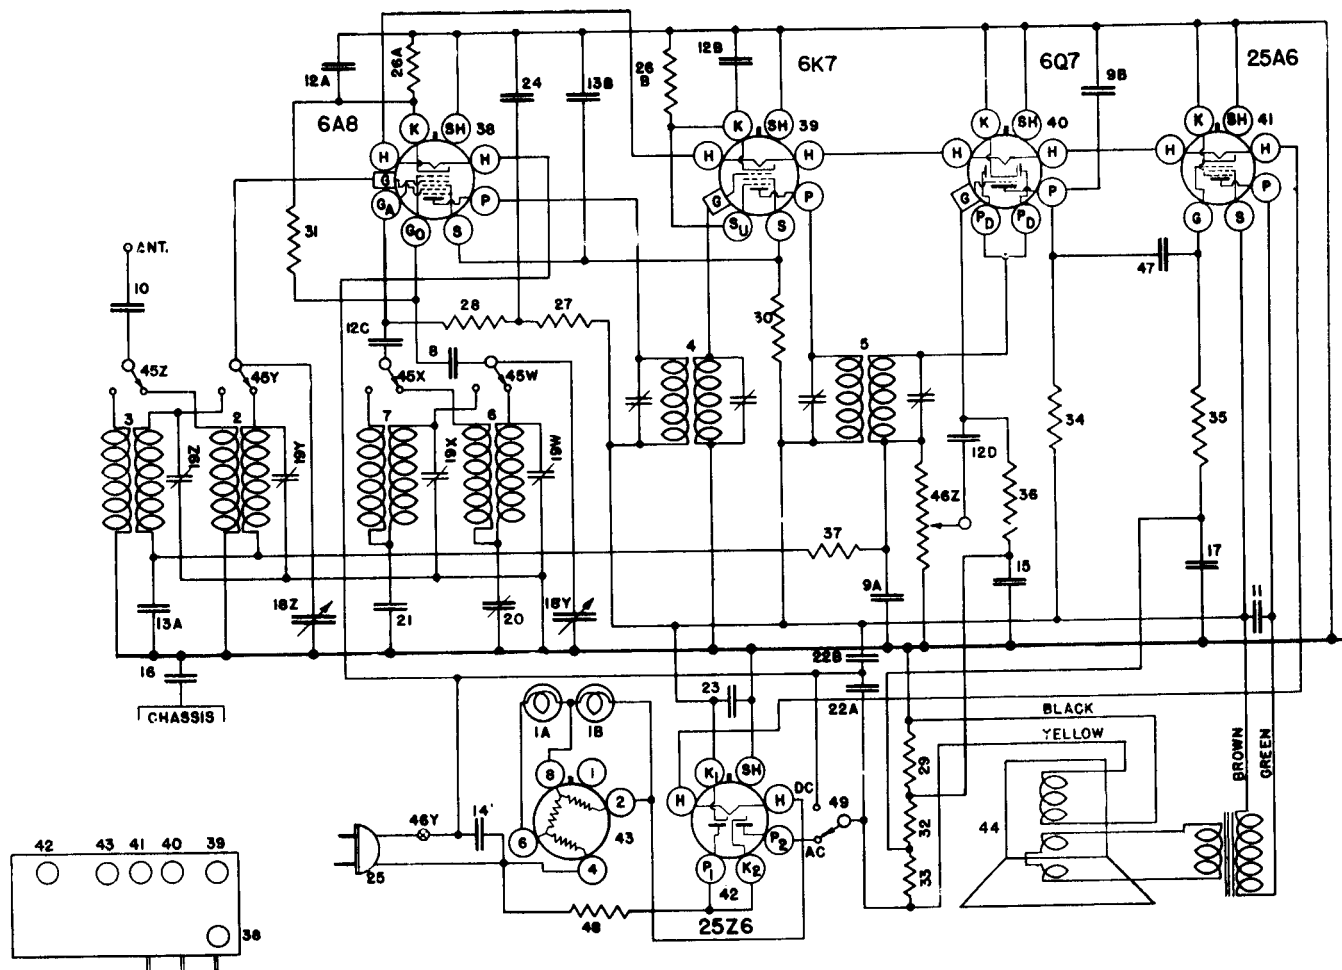 12A
26A
6A8
24
13B
26 B
12B
6K7
6Q7
9B
25A6
K SH 38
K SH 39
K SH 40
K SH 41
H H
H H
H H
H H
G
GA
GO S P
G SU S P
G PD PD P
G S P
31
ANT.
10
45Z
45Y
12C
28
27
8
45X
45W
30
4
5
47
3
2
19Z
19Y
7
6
19X
19W
12D
46Z
36
34
35
37
13A
18Z
21
20
18Y
9A
15
17
11
16
CHASSIS
23
22B
22A
1A
1B
BLACK
YELLOW
BROWN
GREEN
8 1
2
6
4
43
K1 SH
H H
P2
P1 K2
42
25Z6
DC
49
AC
29
32
33
44
46Y
14
25
48
42 43 41 40 39
38